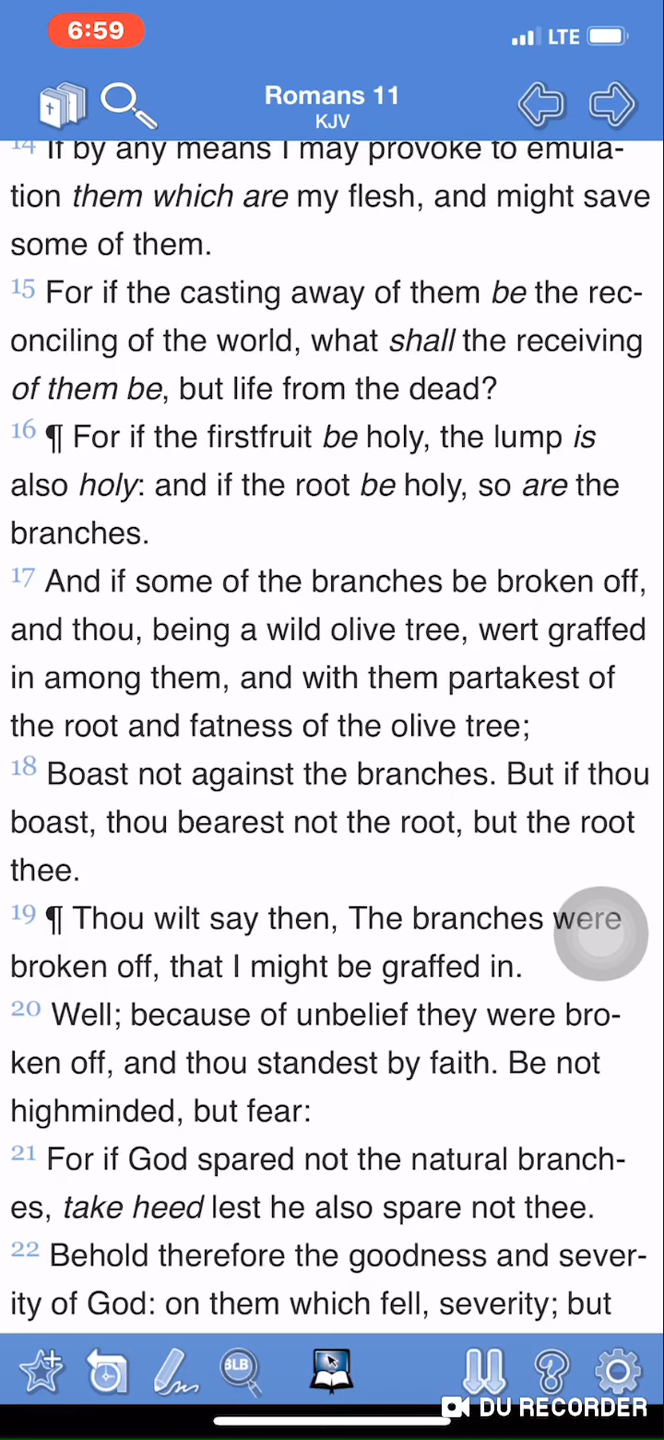 6:59
LTE
Romans 11
KJV
14 If by any means I may provoke to emula-
tion them which are my flesh, and might save
some of them.
15 For if the casting away of them be the rec-
onciling of the world, what shall the receiving
of them be, but life from the dead?
16 ¶ For if the firstfruit be holy, the lump is
also holy: and if the root be holy, so are the
branches.
17 And if some of the branches be broken off,
and thou, being a wild olive tree, wert graffed
in among them, and with them partakest of
the root and fatness of the olive tree;
18 Boast not against the branches. But if thou
boast, thou bearest not the root, but the root
thee.
19 ¶ Thou wilt say then, The branches were
broken off, that I might be graffed in.
20 Well; because of unbelief they were bro-
ken off, and thou standest by faith. Be not
highminded, but fear:
21 For if God spared not the natural branch-
es, take heed lest he also spare not thee.
22 Behold therefore the goodness and sever-
ity of God: on them which fell, severity; but
BLB
DU RECORDER